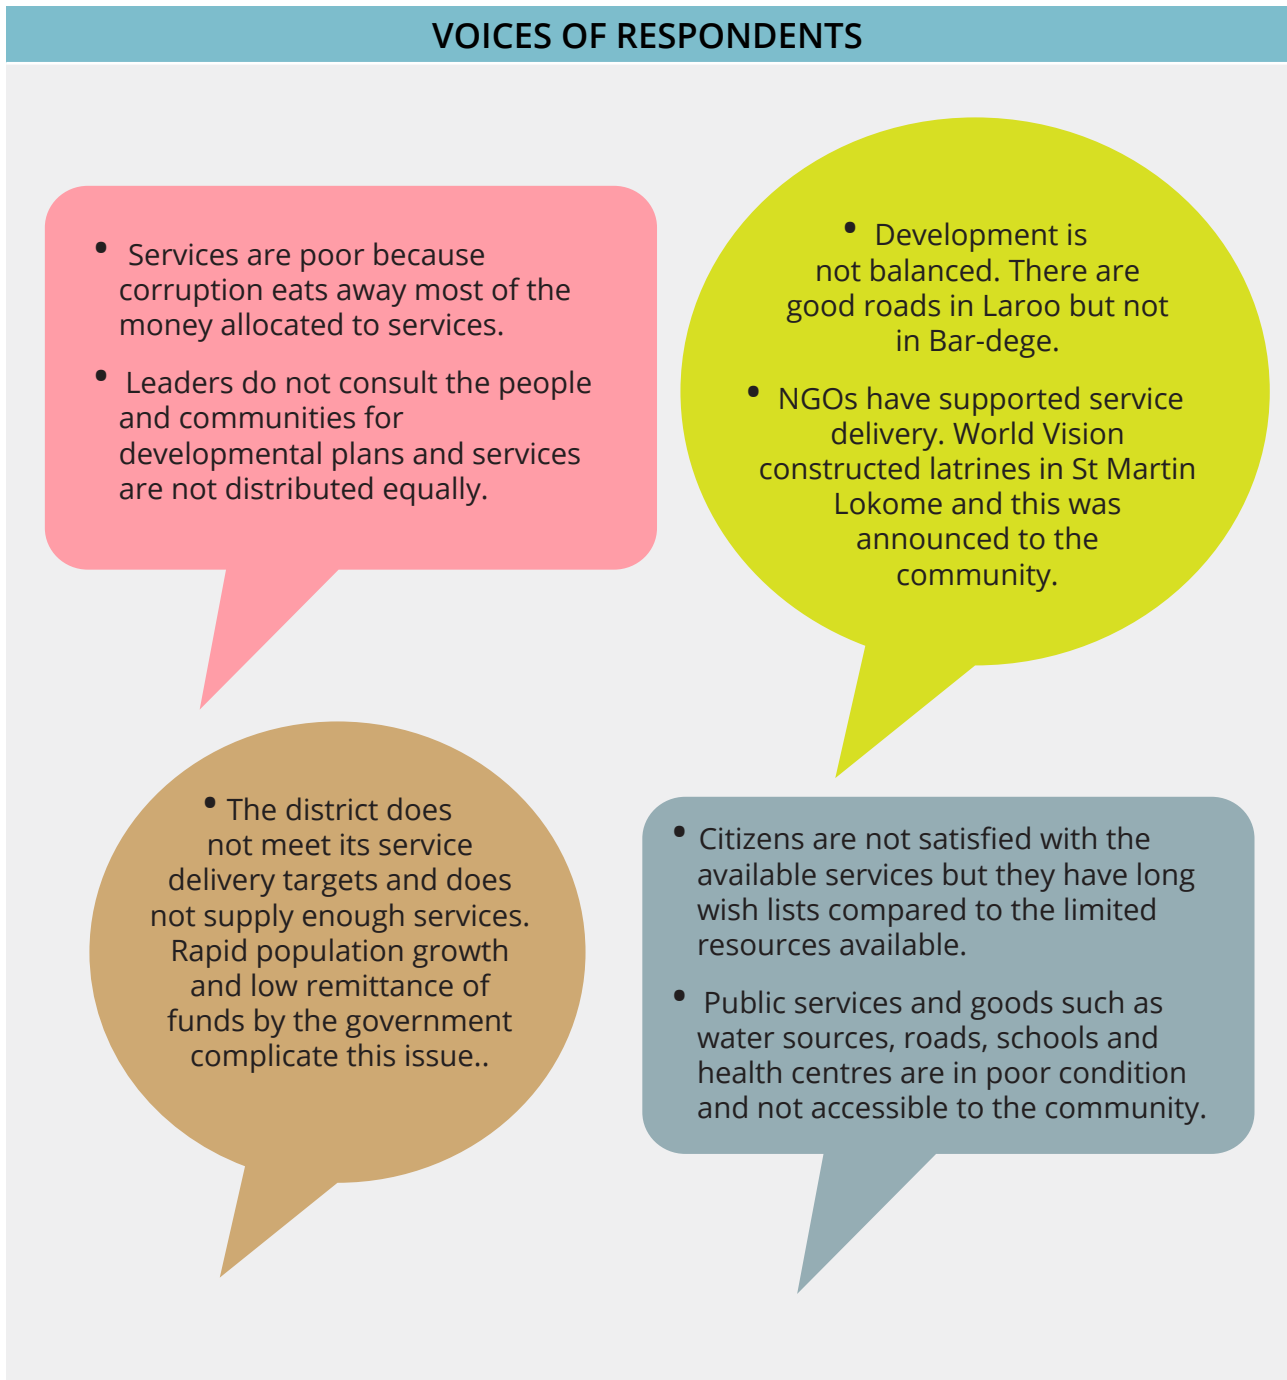 VOICES OF RESPONDENTS
• Services are poor because
corruption eats away most of the
money allocated to services.
• Leaders do not consult the people
and communities for
developmental plans and services
are not distributed equally.
• Development is
not balanced. There are
good roads in Laroo but not
in Bar-dege.
• NGOs have supported service
delivery. World Vision
constructed latrines in St Martin
Lokome and this was
announced to the
community.
• The district does
not meet its service
delivery targets and does
not supply enough services.
Rapid population growth
and low remittance of
funds by the government
complicate this issue..
• Citizens are not satisfied with the
available services but they have long
wish lists compared to the limited
resources available.
• Public services and goods such as
water sources, roads, schools and
health centres are in poor condition
and not accessible to the community.